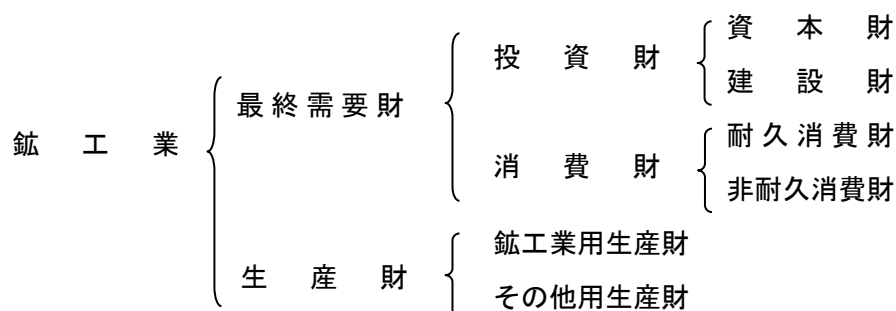 資本財
投資財
建設財
最終需要財
鉱工業
耐久消費財
消費財
非耐久消費財
鉱工業用生産財
生産財
その他用生産財